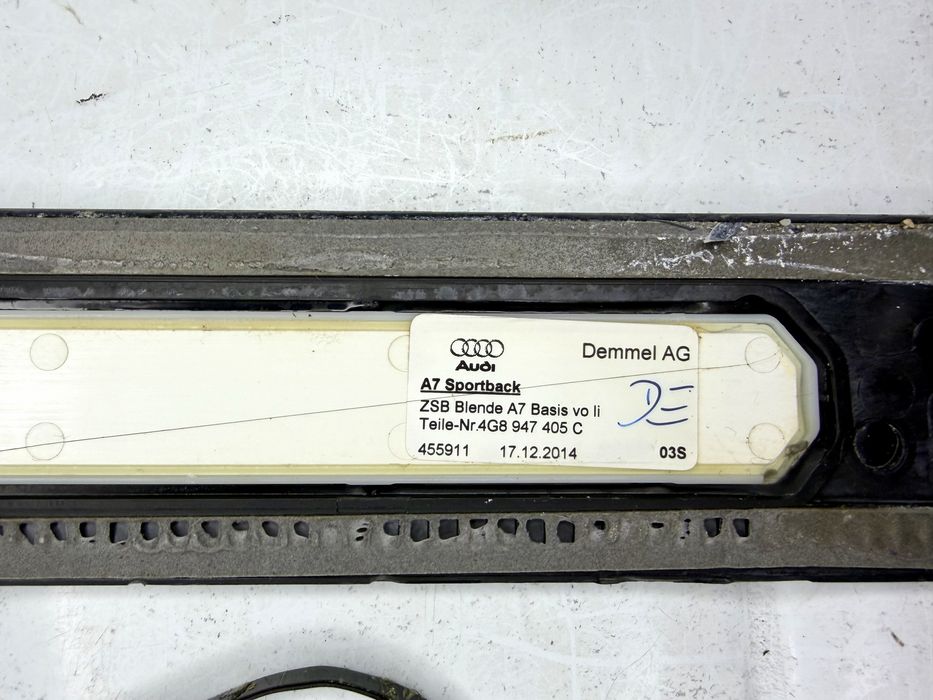 Audi
Demmel AG
A7 Sportback
DE
ZSB Blende A7 Basis vo li
Teile-Nr.4G8 947 405 C
455911 17.12.2014 03S